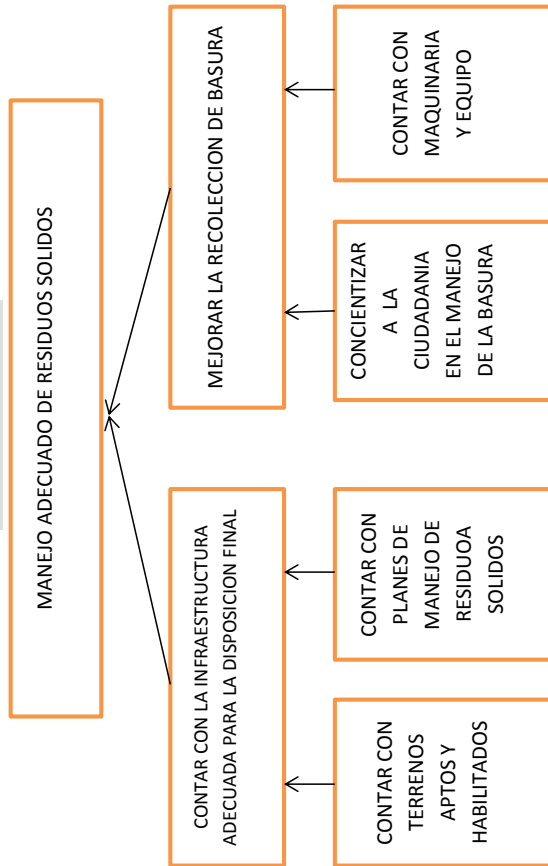 MANEJO ADECUADO DE RESIDUOS SOLIDOS
CONTAR CON LA INFRAESTRUCTURA
ADECUADA PARA LA DISPOSICION FINAL
MEJORAR LA RECOLECCION DE BASURA
CONTAR CON
TERRENOS
APTOS Y
HABILITADOS
CONTAR CON
PLANES DE
MANEJO DE
RESIDUOA
SOLIDOS
CONCIENTIZAR
A LA
CIUDADANIA
EN EL MANEJO
DE LA BASURA
CONTAR CON
MAQUINARIA
Y EQUIPO